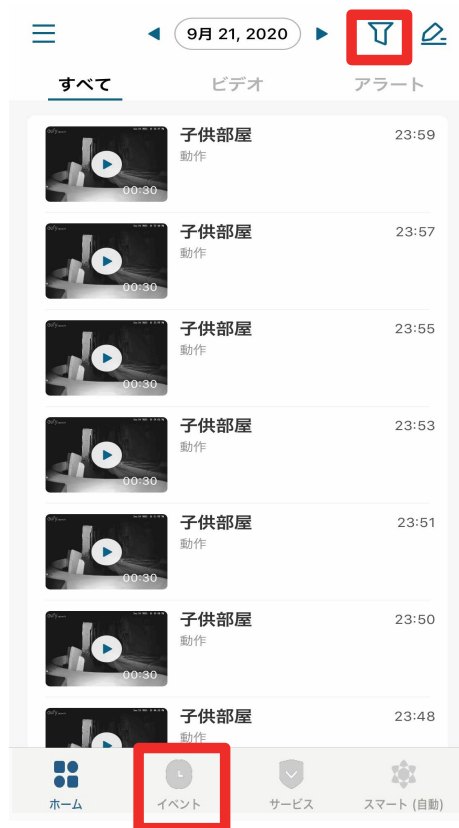 9月 21, 2020
すべて ビデオ アラート
子供部屋 23:59
動作
00:30
子供部屋 23:57
動作
00:30
子供部屋 23:55
動作
00:30
子供部屋 23:53
動作
00:30
子供部屋 23:51
動作
00:30
子供部屋 23:50
動作
00:30
子供部屋 23:48
動作
ホーム イベント サービス スマート (自動)